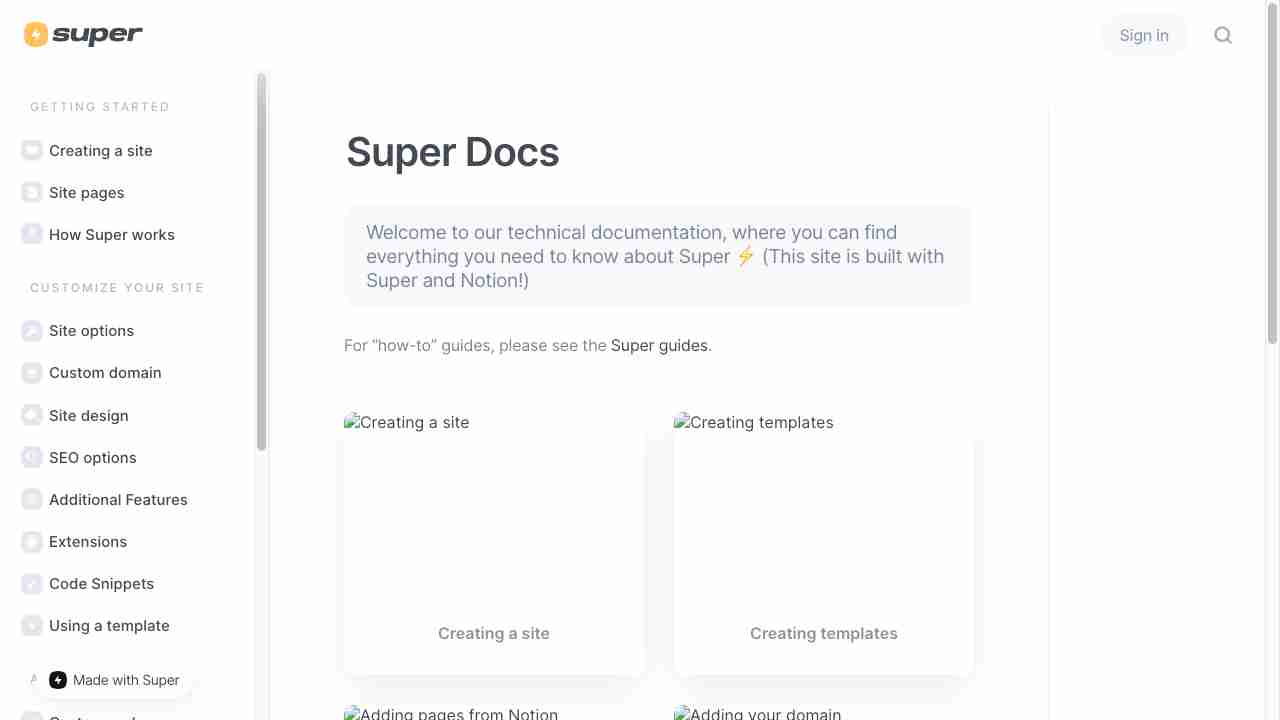 super
Sign in
GETTING STARTED
Creating a site
Site pages
How Super works
CUSTOMIZE YOUR SITE
Site options
Custom domain
Site design
SEO options
Additional Features
Extensions
Code Snippets
Using a template
Made with Super
Super Docs
Welcome to our technical documentation, where you can find
everything you need to know about Super ⚡ (This site is built with
Super and Notion!)
For “how-to” guides, please see the Super guides.
Creating a site
Creating templates
Creating a site
Creating templates
Adding pages from Notion
Adding your domain